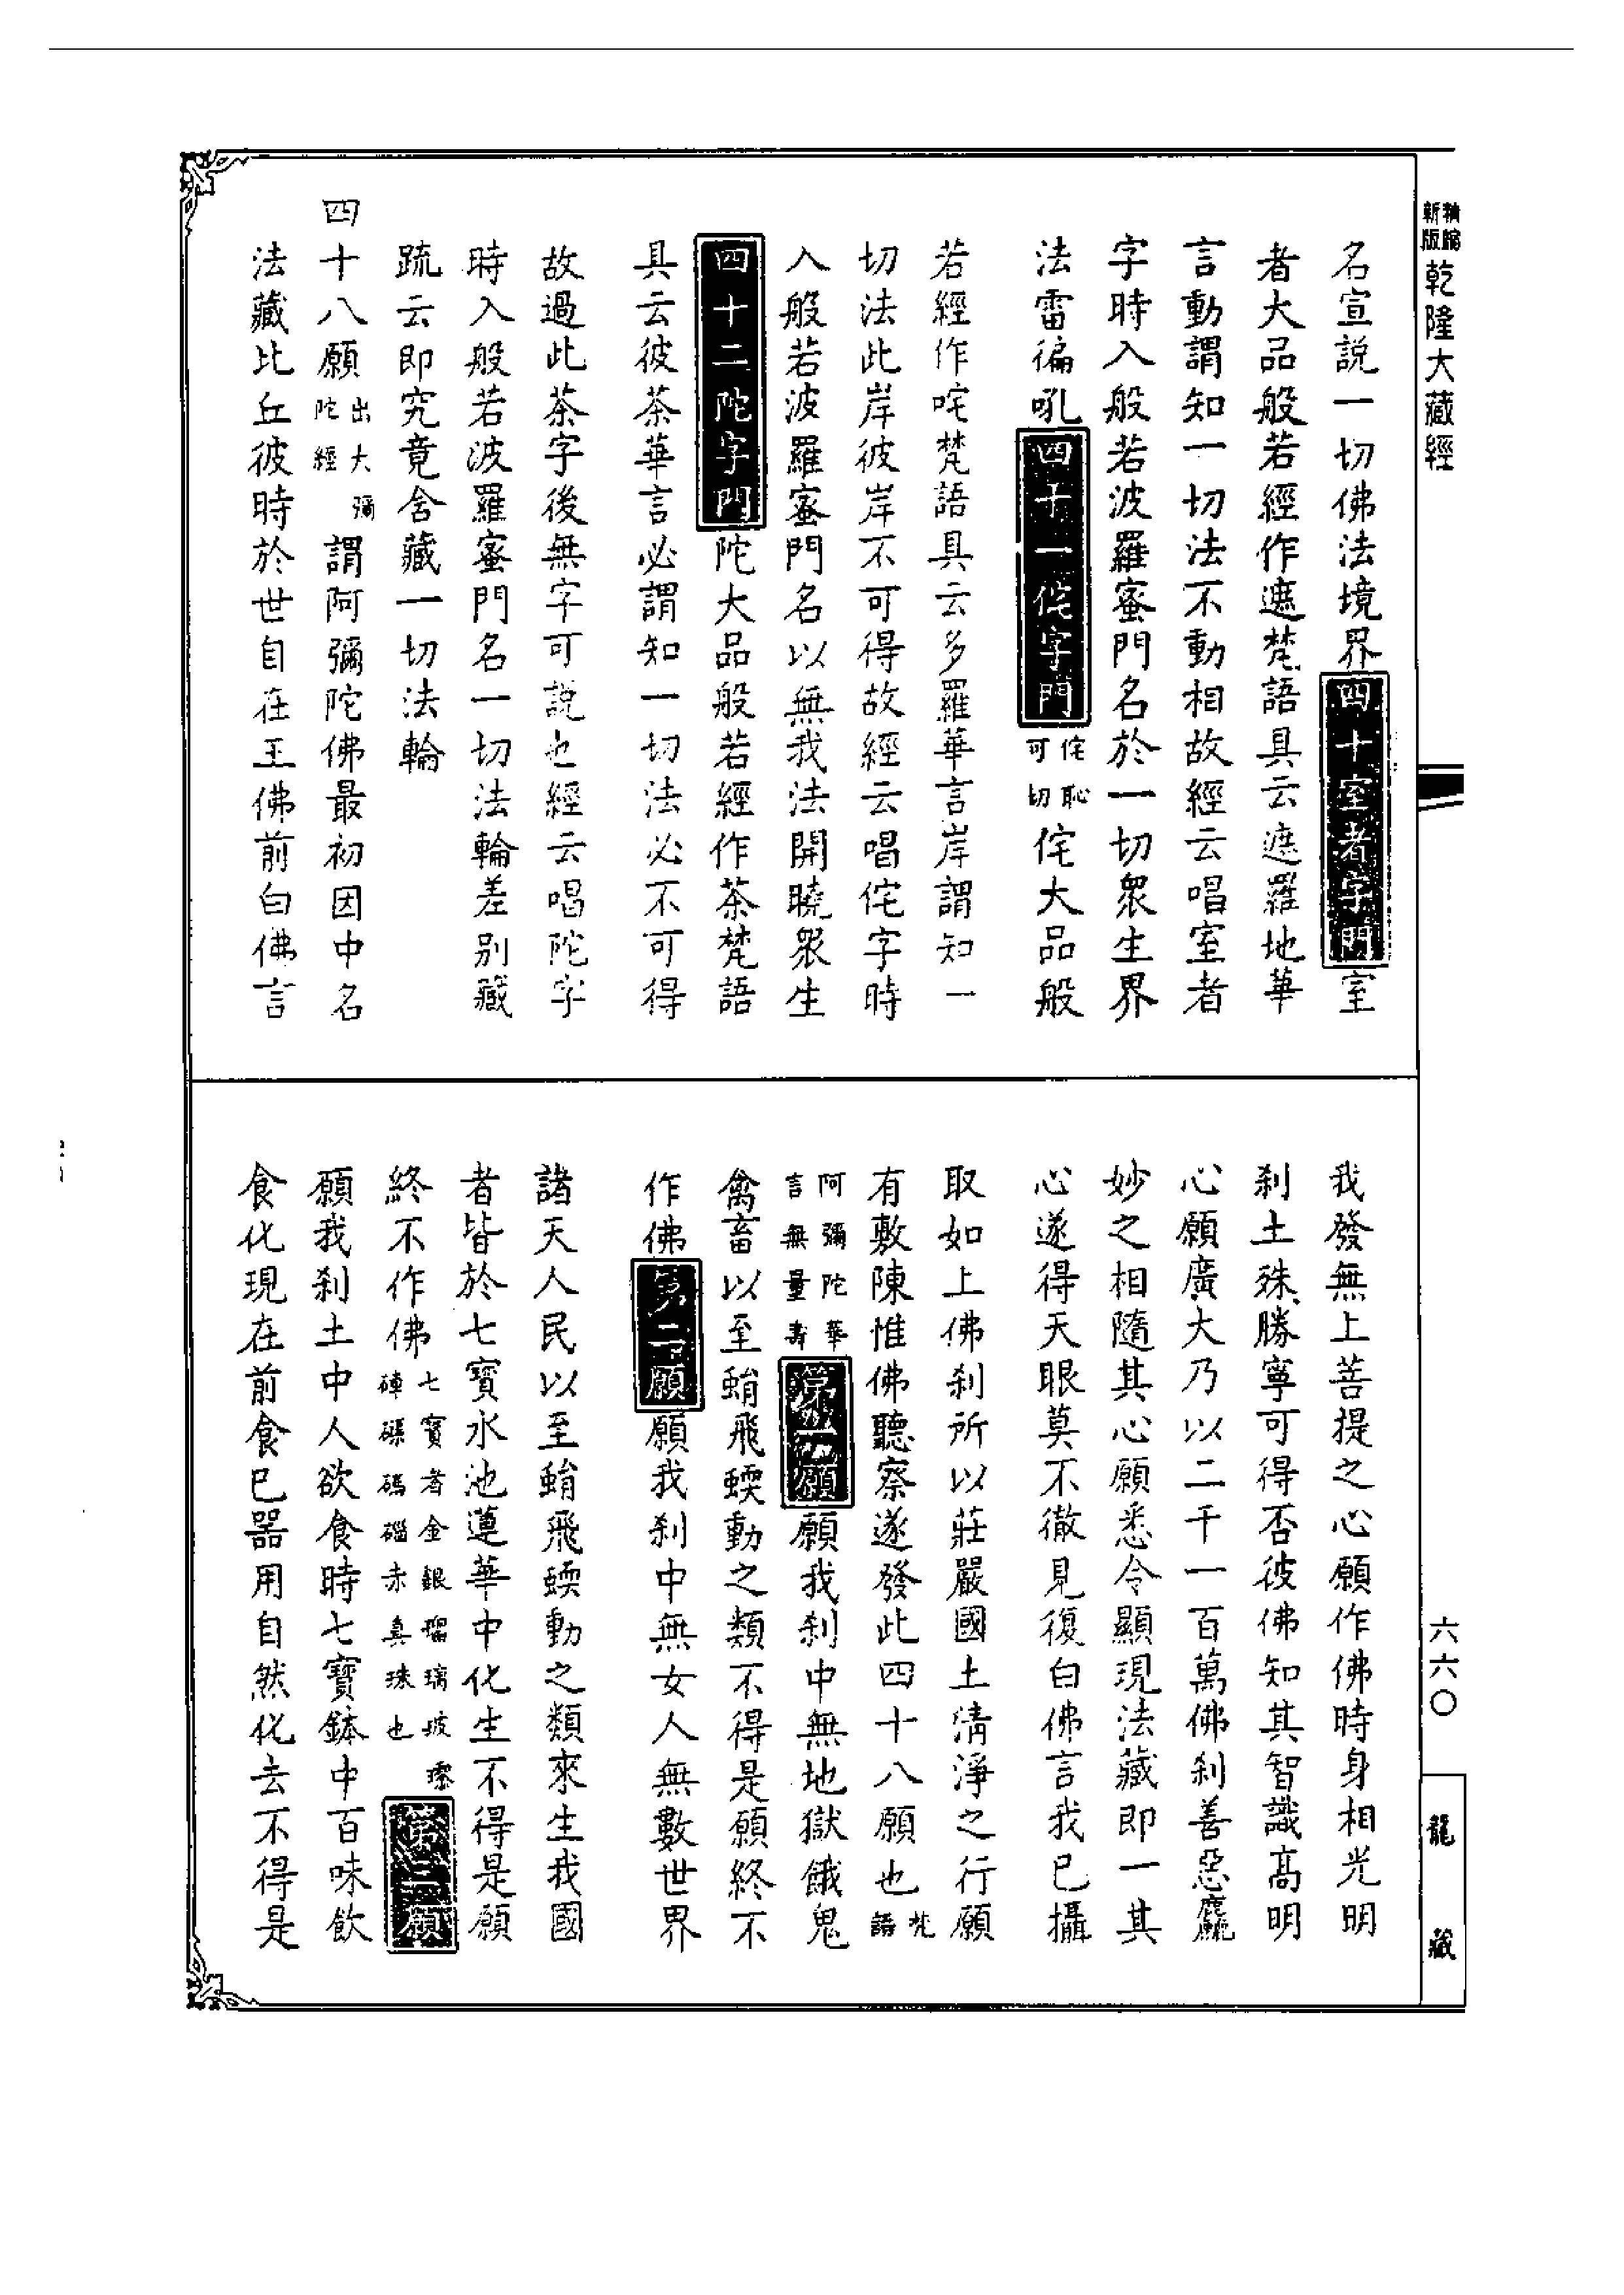 新編
新版
乾隆大藏經
名宣說一切佛法境界四十室者字門室
者大品般若經作遮梵語具云遮羅地華
言動謂知一切法不動相故經云唱室者
字時入般若波羅蜜門名於一切眾生界
法雷徧吼四十一侘字門侘恥可切侘大品般
若經作咤梵語具云多羅華言岸謂知一
切法此岸彼岸不可得故經云唱侘字時
入般若波羅蜜門名以無我法開曉眾生
四十二陀字門陀大品般若經作茶梵語
具云彼茶華言必謂知一切法必不可得
故過此茶字後無字可說也經云唱陀字
時入般若波羅蜜門名一切法輪差別藏
疏云即究竟含藏一切法輪
四十八願出大彌陀經謂阿彌陀佛最初因中名
法藏比丘彼時於世自在王佛前白佛言
我發無上菩提之心願作佛時身相光明
剎土殊勝寧可得否彼佛知其智識高明
心願廣大乃以二千一百萬佛剎善惡麤
妙之相隨其心願悉令顯現法藏即一其
心遂得天眼莫不徹見復白佛言我已攝
取如上佛剎所以莊嚴國土清淨之行願
有敷陳惟佛聽察遂發此四十八願也梵語
阿彌陀華言無量壽第一願願我剎中無地獄餓鬼
禽畜以至蜎飛蝡動之類不得是願終不
作佛第二願願我剎中無女人無數世界
諸天人民以至蜎飛蝡動之類來生我國
者皆於七寶水池蓮華中化生不得是願
終不作佛七寶者金銀瑠璃玻瓈硨磲碼碯赤真珠也第三願
願我剎土中人欲食時七寶鉢中百味飲
食化現在前食已器用自然化去不得是
六六〇
龍藏